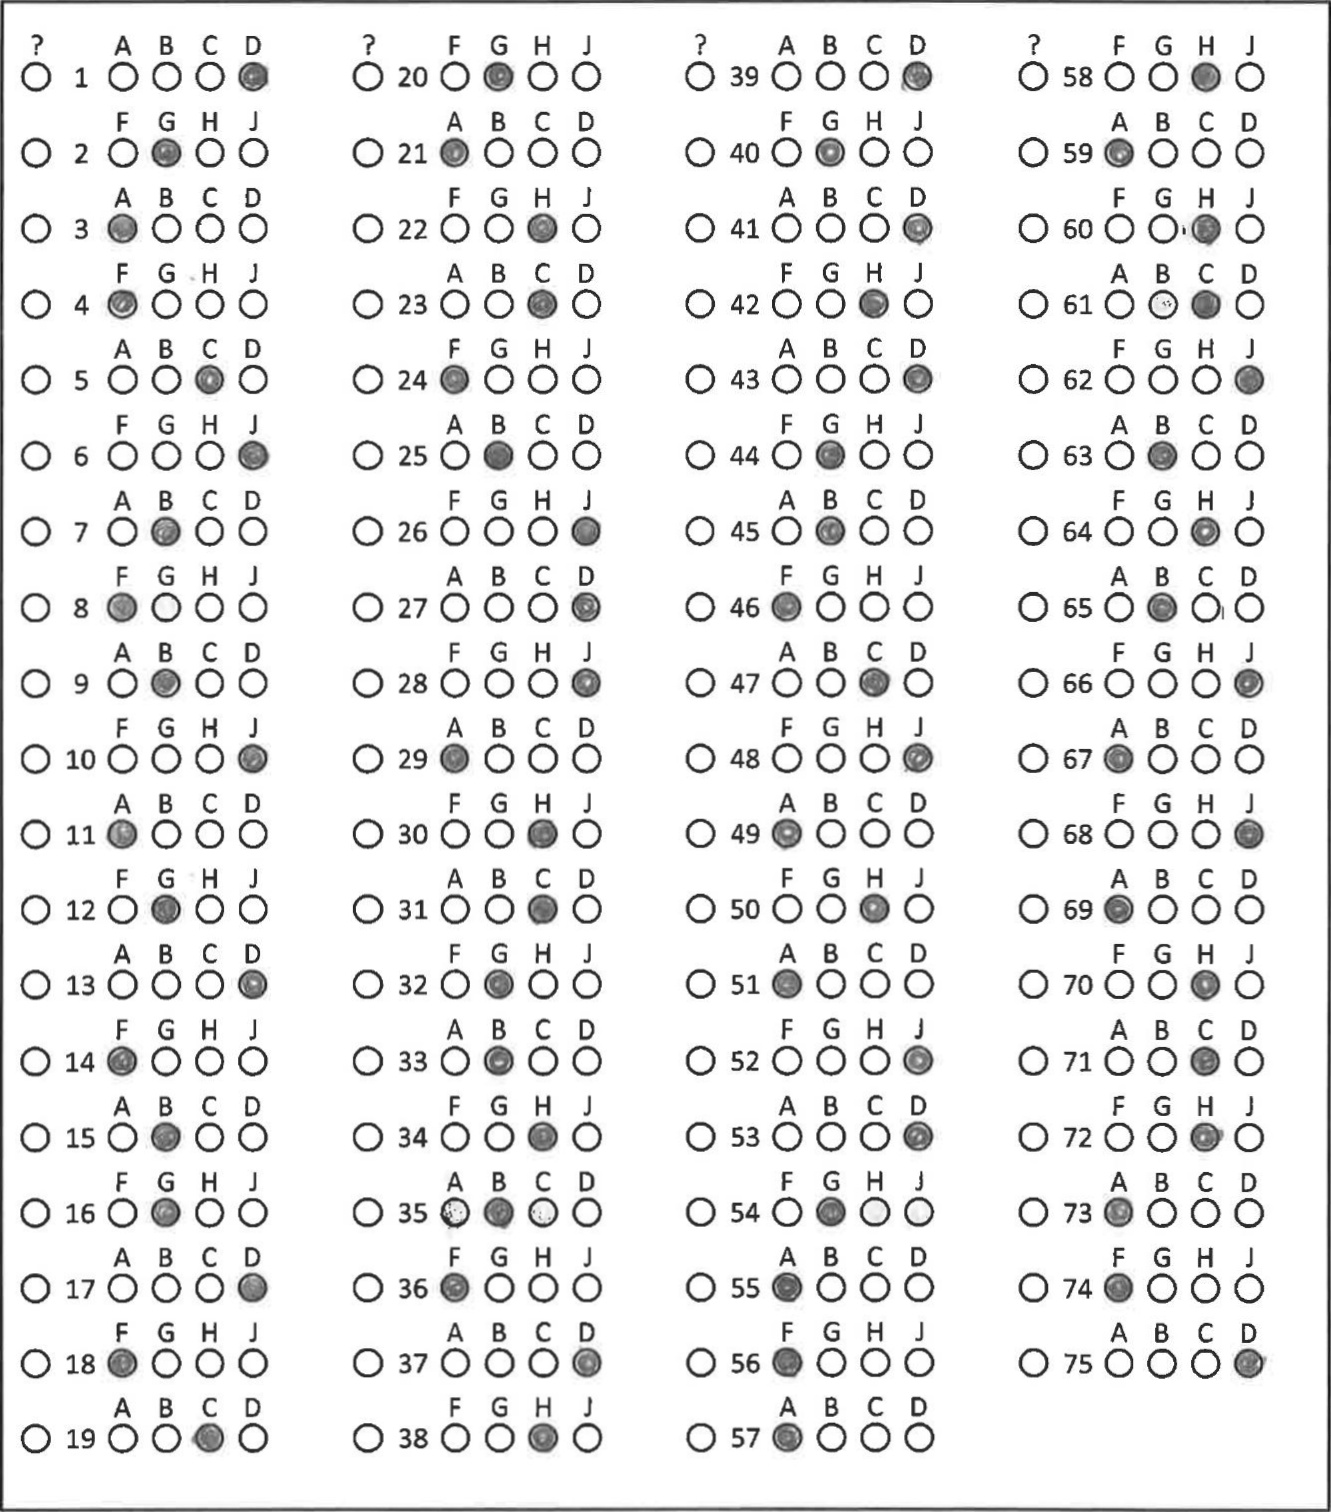 ? A B C D
1
F G H J
2
A B C D
3
F G H J
4
A B C D
5
F G H J
6
A B C D
7
F G H J
8
A B C D
9
F G H J
10
A B C D
11
F G H J
12
A B C D
13
F G H J
14
A B C D
15
F G H J
16
A B C D
17
F G H J
18
A B C D
19
? F G H J
20
A B C D
21
F G H J
22
A B C D
23
F G H J
24
A B C D
25
F G H J
26
A B C D
27
F G H J
28
A B C D
29
F G H J
30
A B C D
31
F G H J
32
A B C D
33
F G H J
34
A B C D
35
F G H J
36
A B C D
37
F G H J
38
? A B C D
39
F G H J
40
A B C D
41
F G H J
42
A B C D
43
F G H J
44
A B C D
45
F G H J
46
A B C D
47
F G H J
48
A B C D
49
F G H J
50
A B C D
51
F G H J
52
A B C D
53
F G H J
54
A B C D
55
F G H J
56
A B C D
57
? F G H J
58
A B C D
59
F G H J
60
A B C D
61
F G H J
62
A B C D
63
F G H J
64
A B C D
65
F G H J
66
A B C D
67
F G H J
68
A B C D
69
F G H J
70
A B C D
71
F G H J
72
A B C D
73
F G H J
74
A B C D
75